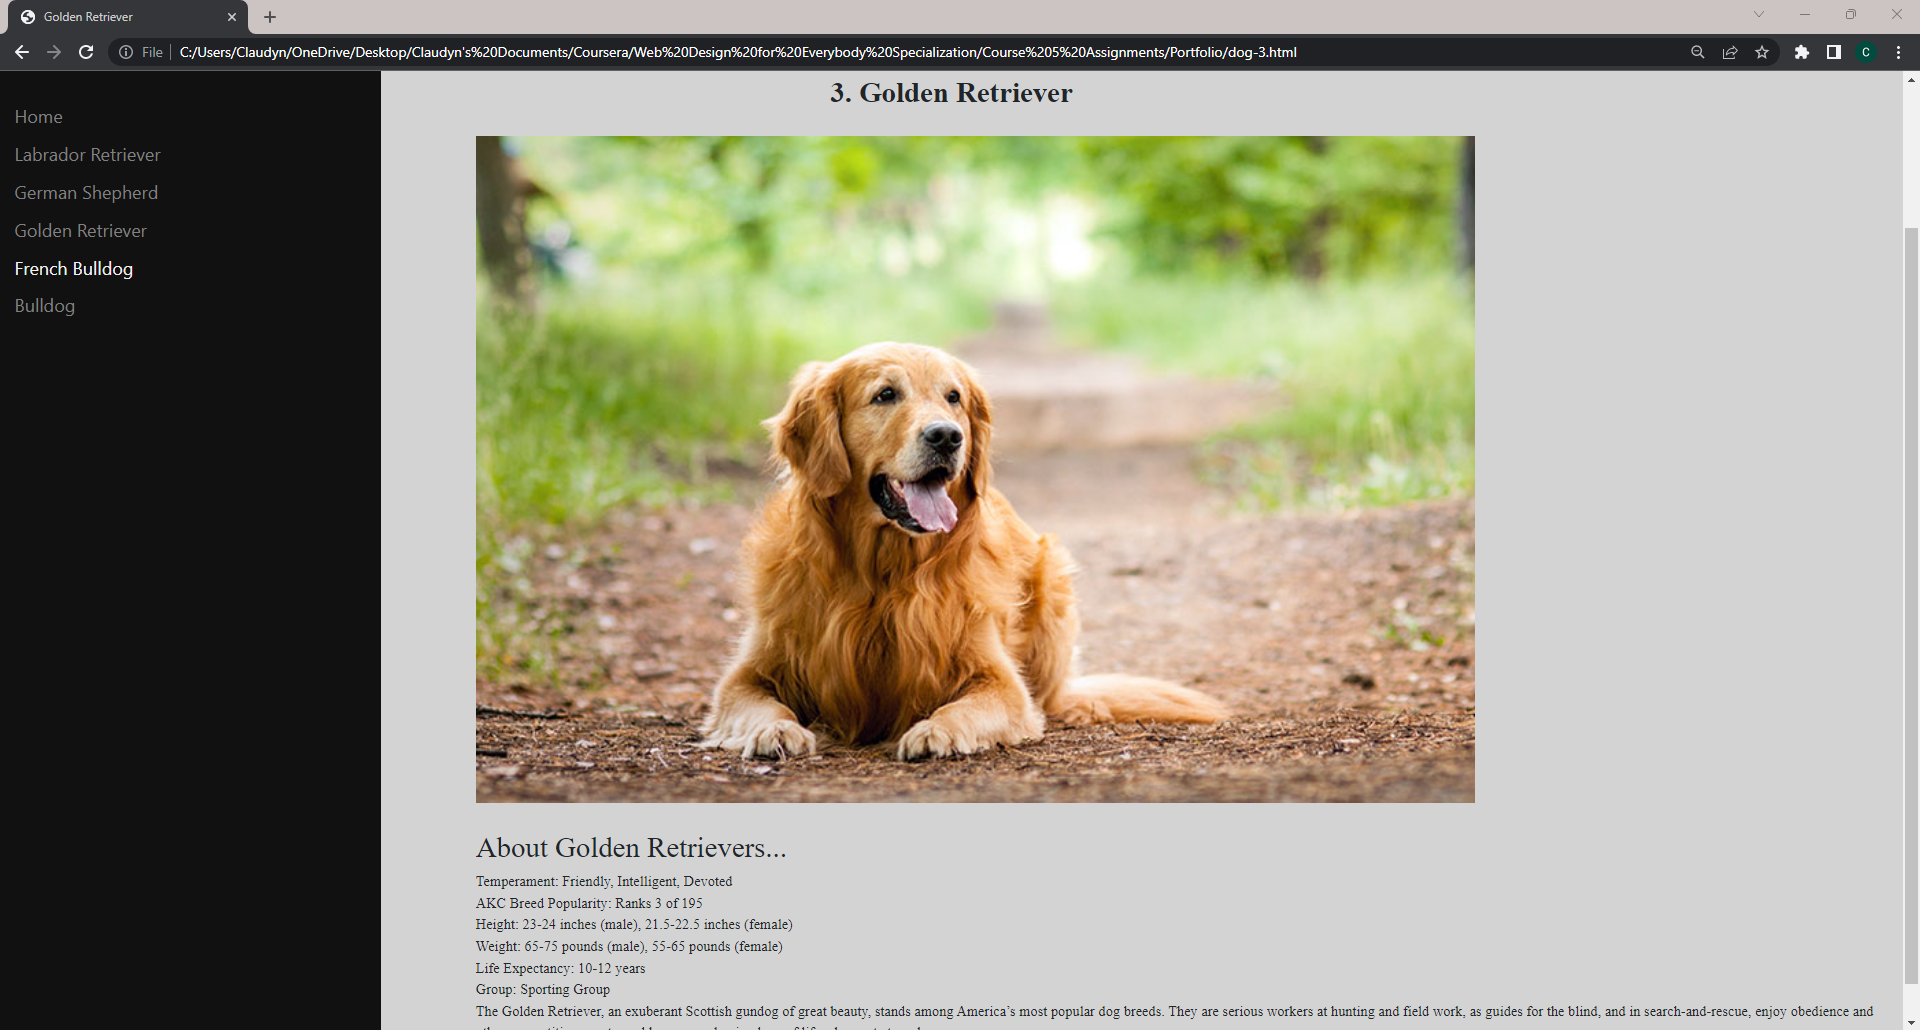 Golden Retriever
File
C:/Users/Claudyn/OneDrive/Desktop/Claudyn's%20Documents/Coursera/Web%20Design%20for%20Everybody%20Specialization/Course%205%20Assignments/Portfolio/dog-3.html
C
Home
Labrador Retriever
German Shepherd
Golden Retriever
French Bulldog
Bulldog
3. Golden Retriever
About Golden Retrievers...
Temperament: Friendly, Intelligent, Devoted
AKC Breed Popularity: Ranks 3 of 195
Height: 23-24 inches (male), 21.5-22.5 inches (female)
Weight: 65-75 pounds (male), 55-65 pounds (female)
Life Expectancy: 10-12 years
Group: Sporting Group
The Golden Retriever, an exuberant Scottish gundog of great beauty, stands among America’s most popular dog breeds. They are serious workers at hunting and field work, as guides for the blind, and in search-and-rescue, enjoy obedience and